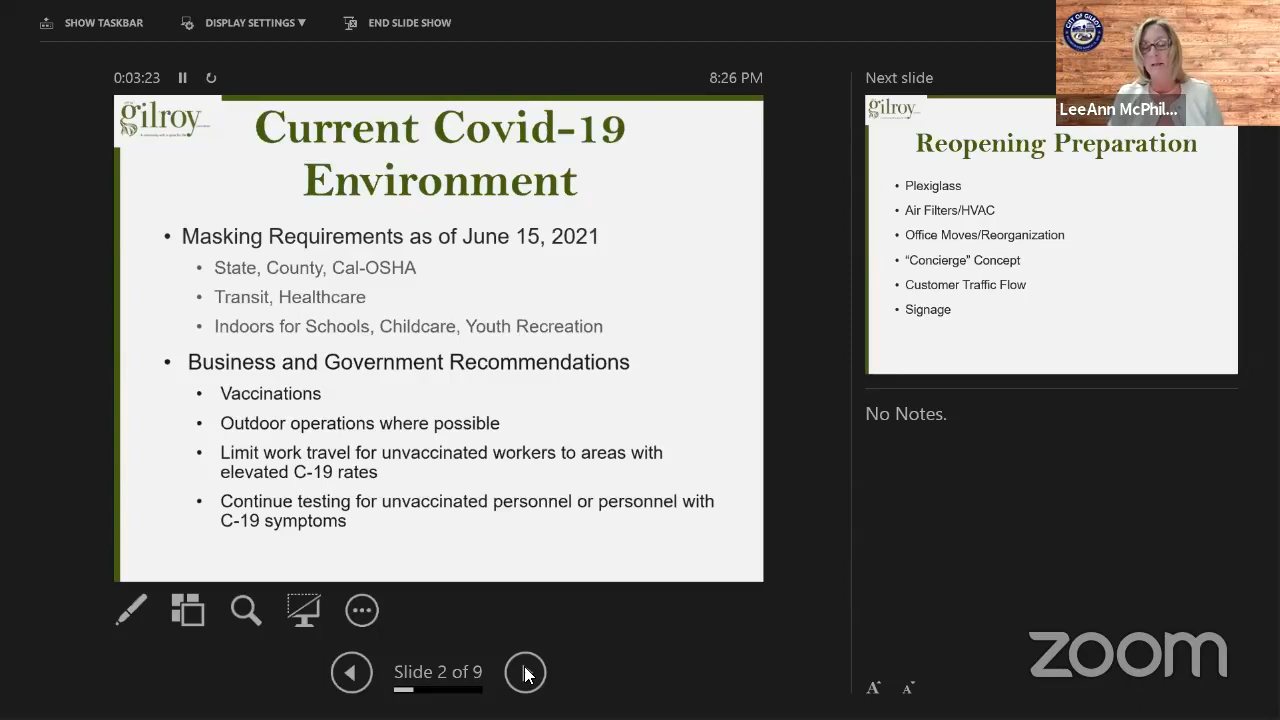 SHOW TASKBAR
DISPLAY SETTINGS ▼
END SLIDE SHOW
0:03:23
8:26 PM
gilroy
Current Covid-19
Environment
• Masking Requirements as of June 15, 2021
• State, County, Cal-OSHA
• Transit, Healthcare
• Indoors for Schools, Childcare, Youth Recreation
• Business and Government Recommendations
• Vaccinations
• Outdoor operations where possible
• Limit work travel for unvaccinated workers to areas with
elevated C-19 rates
• Continue testing for unvaccinated personnel or personnel with
C-19 symptoms
Slide 2 of 9
Next slide
CITY OF GILROY
LeeAnn McPhil...
gilroy
Reopening Preparation
• Plexiglass
• Air Filters/HVAC
• Office Moves/Reorganization
• “Concierge” Concept
• Customer Traffic Flow
• Signage
No Notes.
A A
zoom